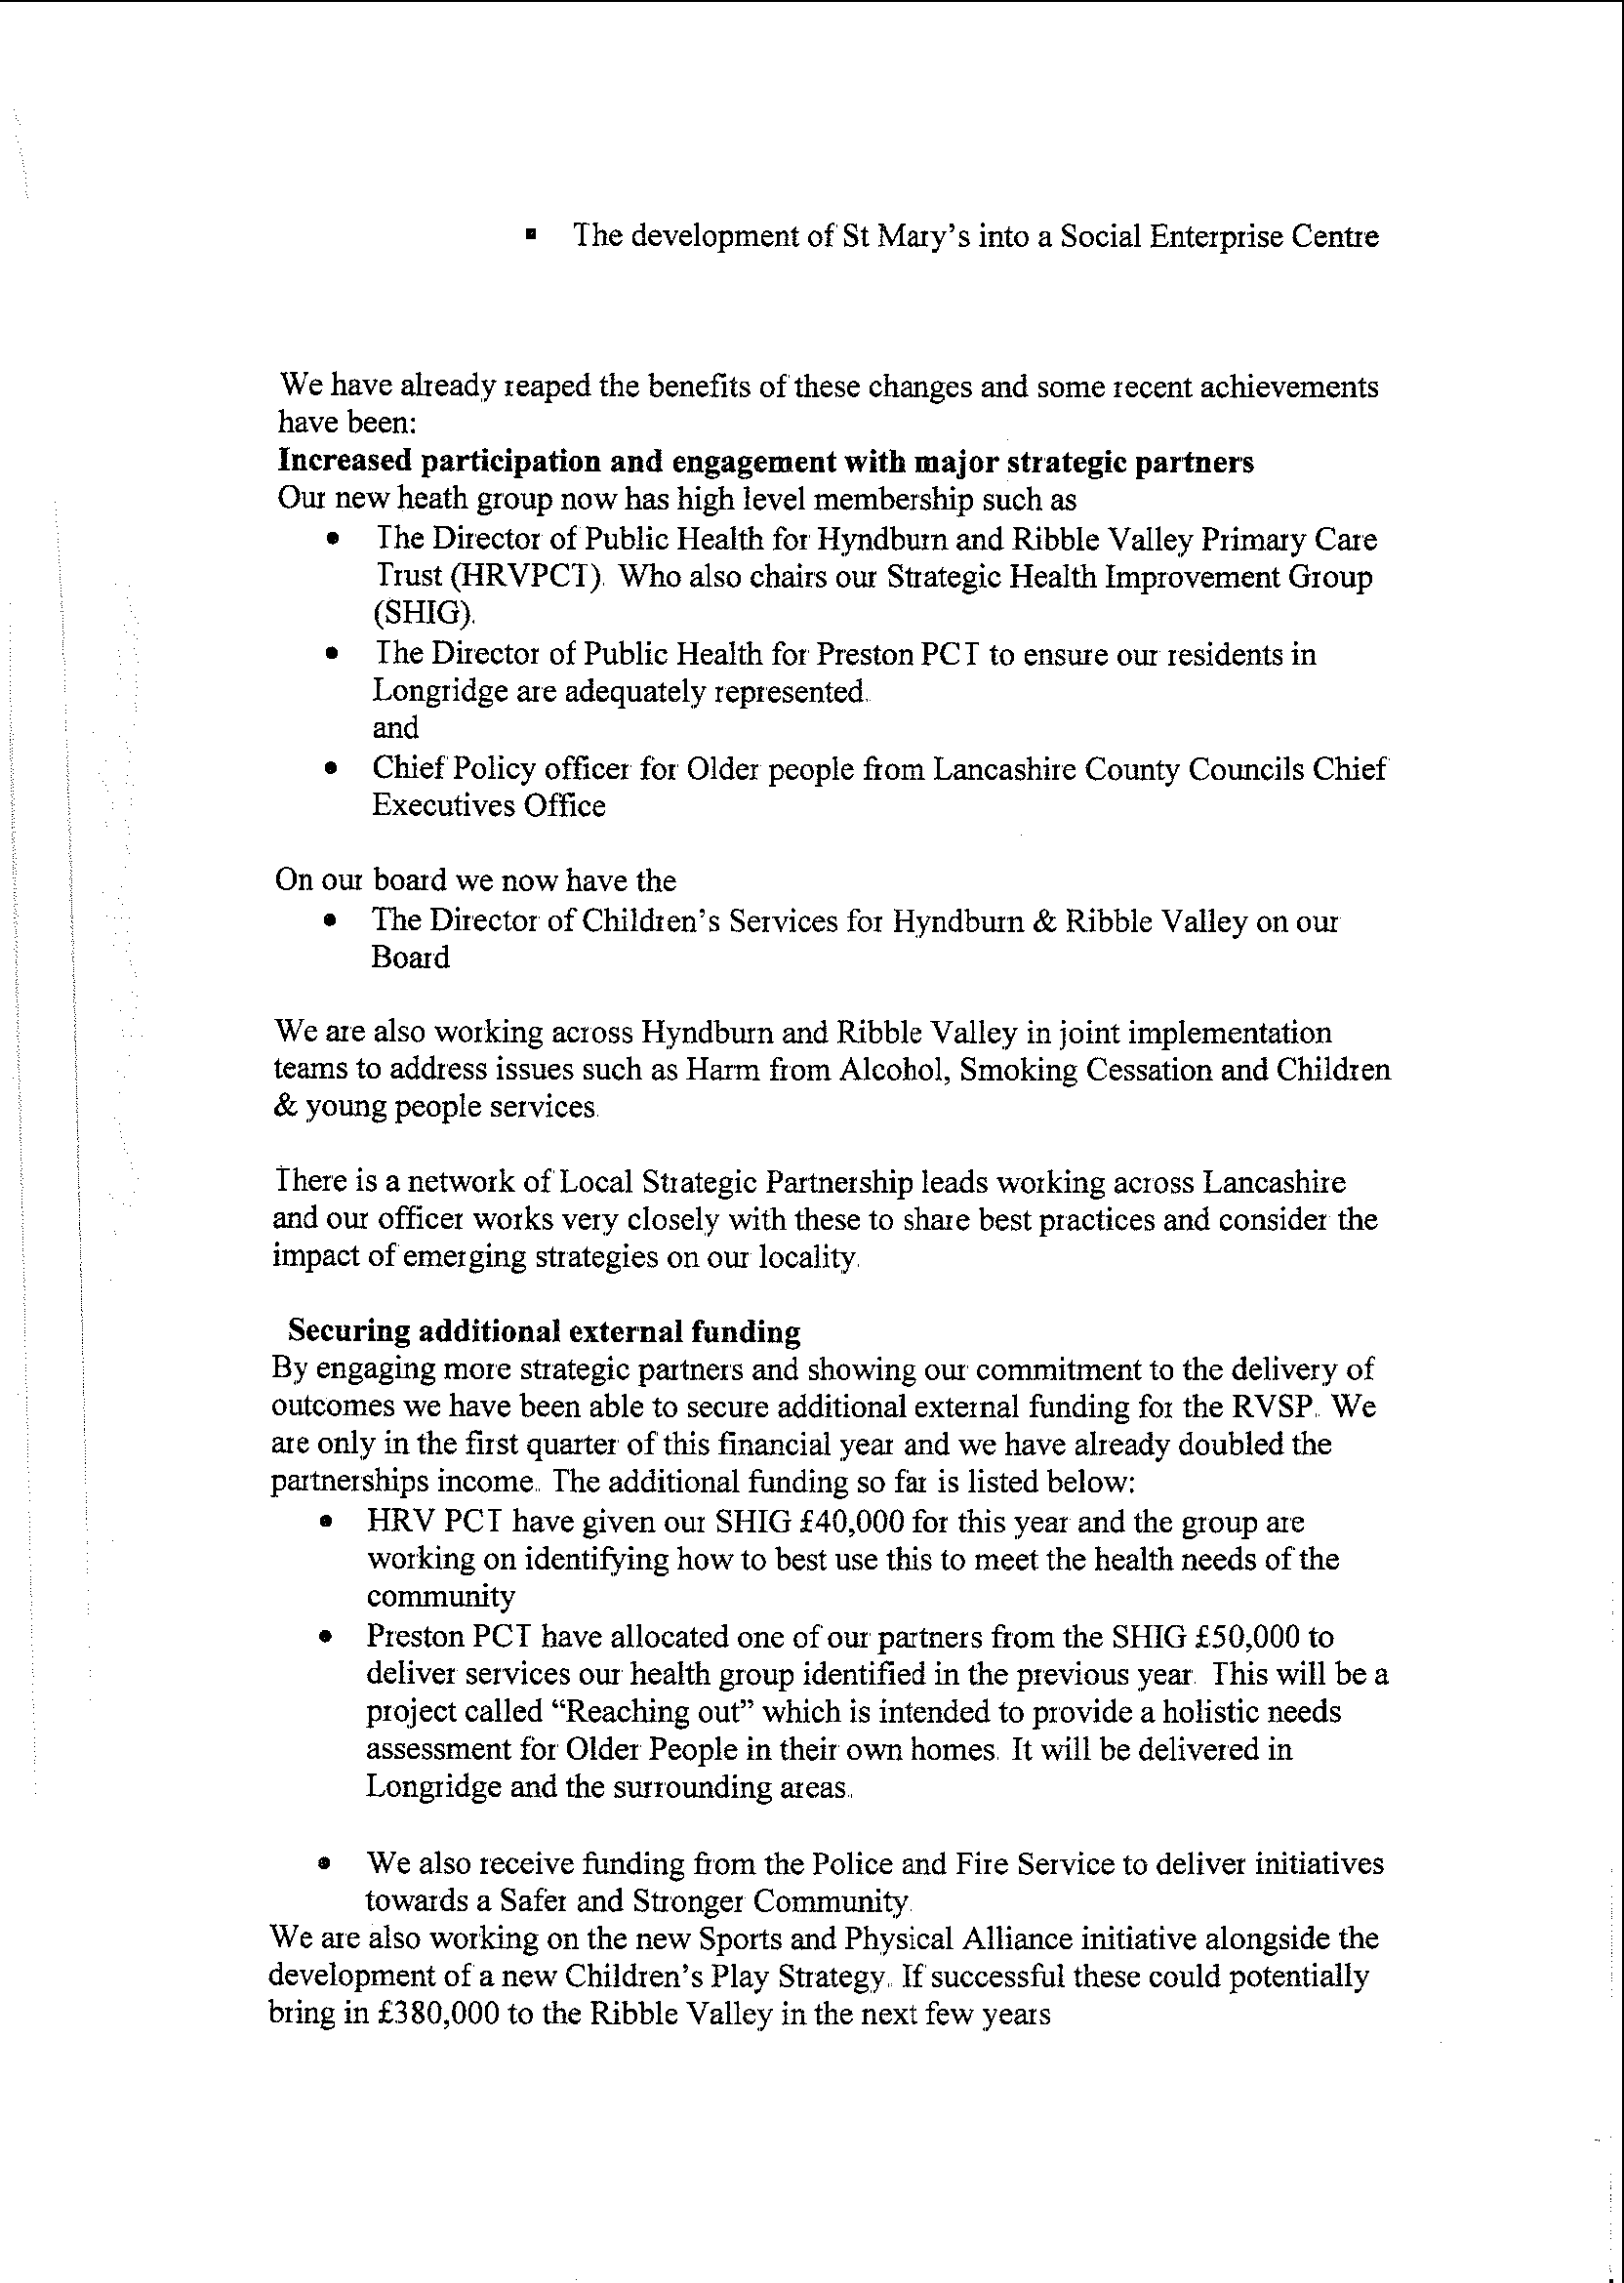 ▪ The development of St Mary's into a Social Enterprise Centre
We have already reaped the benefits of these changes and some recent achievements
have been:
Increased participation and engagement with major strategic partners
Our new heath group now has high level membership such as
• The Director of Public Health for Hyndburn and Ribble Valley Primary Care
Trust (HRVPCT). Who also chairs our Strategic Health Improvement Group
(SHIG).
• The Director of Public Health for Preston PCT to ensure our residents in
Longridge are adequately represented.
and
• Chief Policy officer for Older people from Lancashire County Councils Chief
Executives Office
On our board we now have the
• The Director of Children's Services for Hyndburn & Ribble Valley on our
Board
We are also working across Hyndburn and Ribble Valley in joint implementation
teams to address issues such as Harm from Alcohol, Smoking Cessation and Children
& young people services.
There is a network of Local Strategic Partnership leads working across Lancashire
and our officer works very closely with these to share best practices and consider the
impact of emerging strategies on our locality.
Securing additional external funding
By engaging more strategic partners and showing our commitment to the delivery of
outcomes we have been able to secure additional external funding for the RVSP. We
are only in the first quarter of this financial year and we have already doubled the
partnerships income. The additional funding so far is listed below:
• HRV PCT have given our SHIG £40,000 for this year and the group are
working on identifying how to best use this to meet the health needs of the
community
• Preston PCT have allocated one of our partners from the SHIG £50,000 to
deliver services our health group identified in the previous year. This will be a
project called “Reaching out” which is intended to provide a holistic needs
assessment for Older People in their own homes. It will be delivered in
Longridge and the surrounding areas.
• We also receive funding from the Police and Fire Service to deliver initiatives
towards a Safer and Stronger Community.
We are also working on the new Sports and Physical Alliance initiative alongside the
development of a new Children's Play Strategy. If successful these could potentially
bring in £380,000 to the Ribble Valley in the next few years